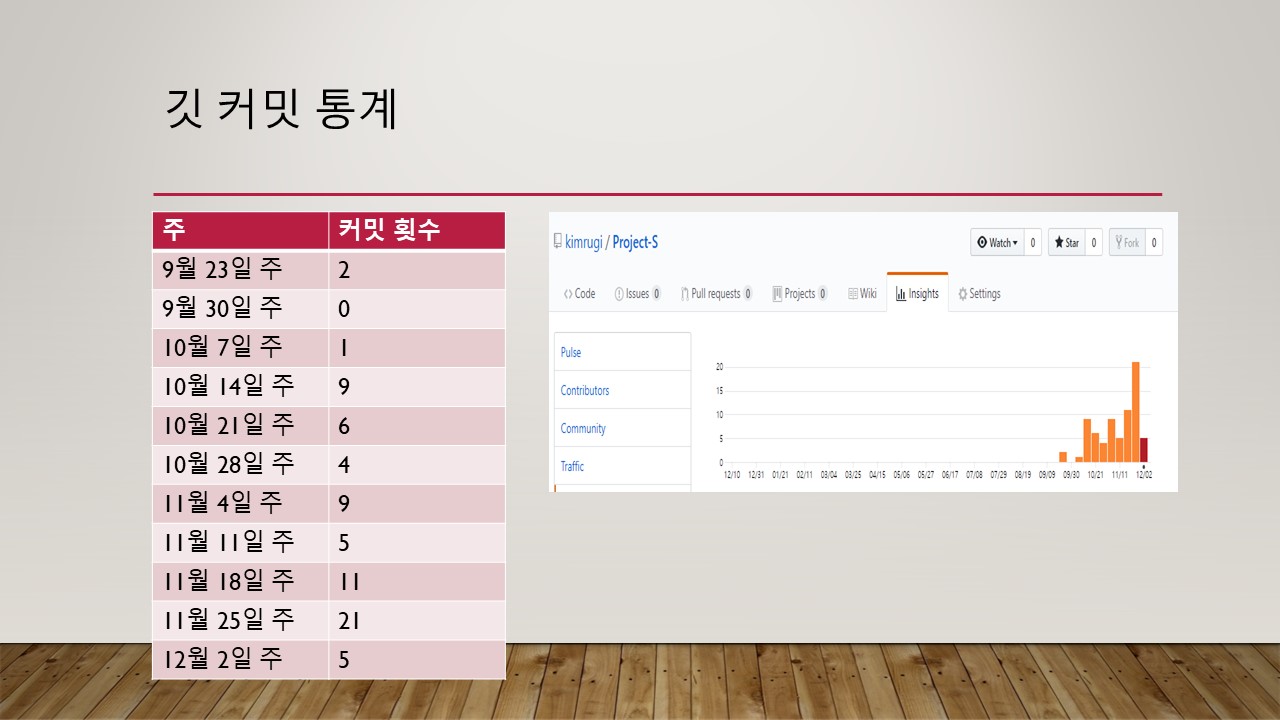 깃 커밋 통계
주 커밋 횟수
9월 23일 주 2
9월 30일 주 0
10월 7일 주 1
10월 14일 주 9
10월 21일 주 6
10월 28일 주 4
11월 4일 주 9
11월 11일 주 5
11월 18일 주 11
11월 25일 주 21
12월 2일 주 5
kimrugi / Project-S Watch 0 Star 0 Fork 0
Code Issues 0 Pull requests 0 Projects 0 Wiki Insights Settings
Pulse
Contributors
Community
Traffic
20
15
10
5
0
12/10 12/31 01/21 02/11 03/04 03/25 04/15 05/06 05/27 06/17 07/08 07/29 08/19 09/09 09/30 10/21 11/11 12/02